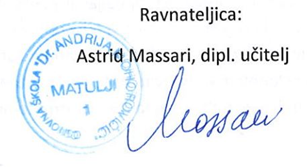 Ravnateljica:
Astrid Massari, dipl. učitelj
OSNOVNA ŠKOLA "Dr. ANDRIJA MOHOROVIČIĆ"
MATULJI
1
Massari